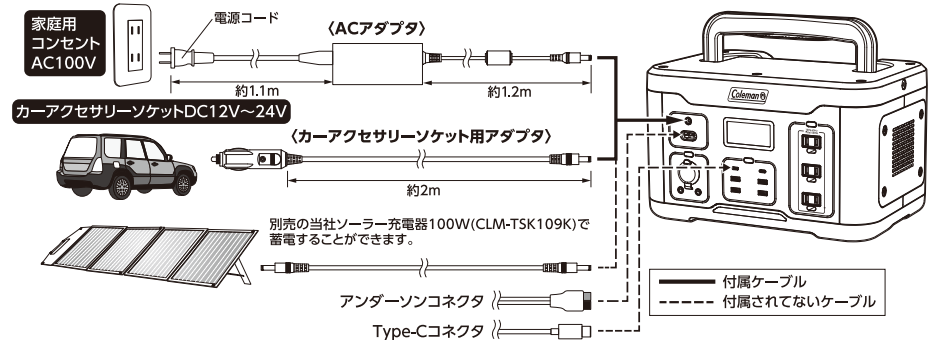 家庭用
コンセント
AC100V
電源コード
〈ACアダプタ〉
約1.1m
約1.2m
カーアクセサリーソケットDC12V～24V
〈カーアクセサリーソケット用アダプタ〉
約2m
Coleman
別売の当社ソーラー充電器100W(CLM-TSK109K)で
蓄電することができます。
アンダーソンコネクタ
Type-Cコネクタ
付属ケーブル
付属されてないケーブル